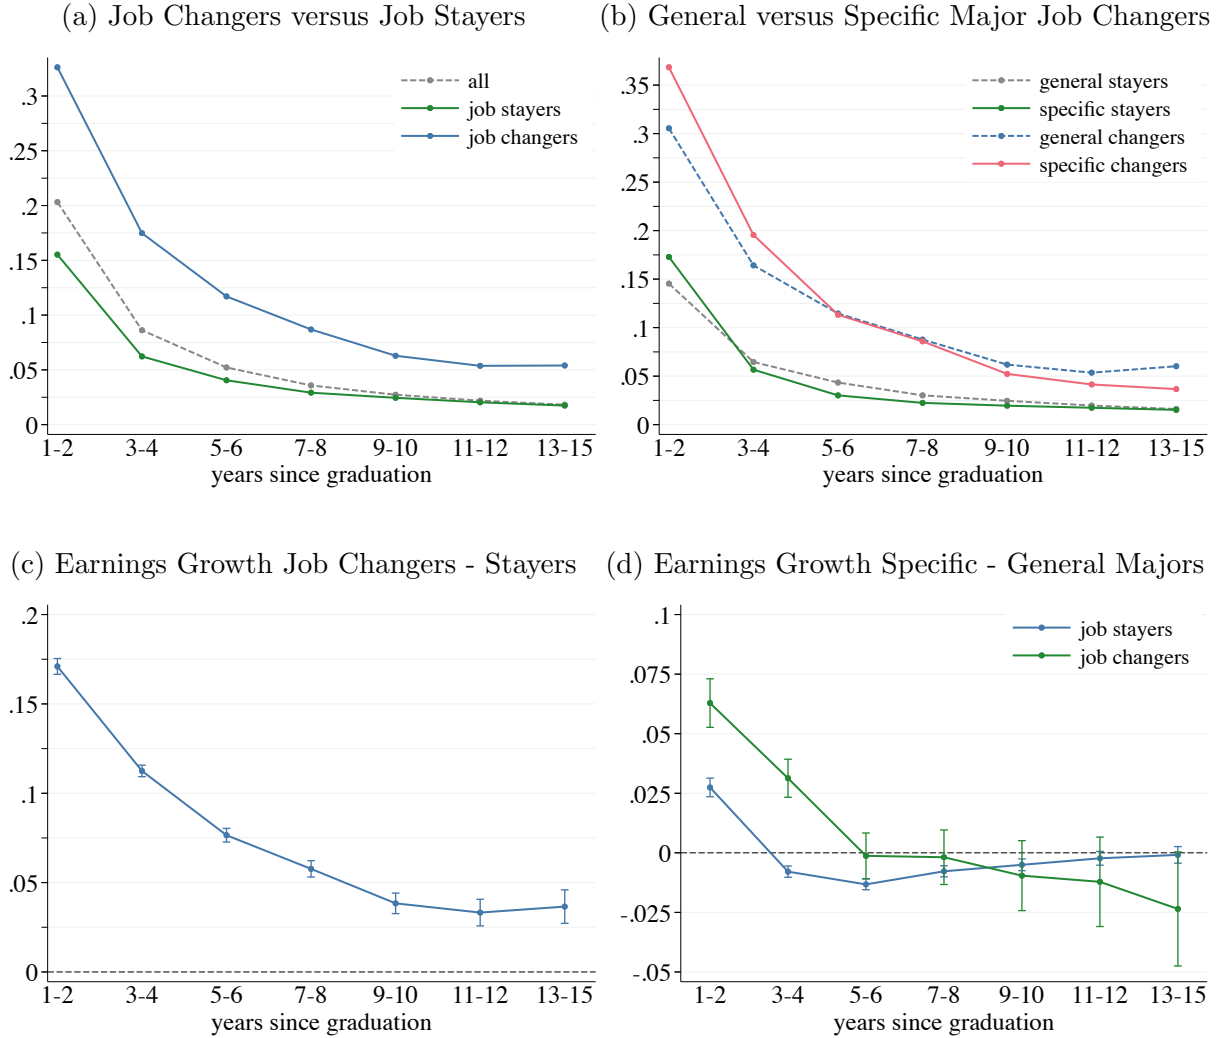 (a) Job Changers versus Job Stayers
all
job stayers
job changers
.3
.25
.2
.15
.1
.05
0
1-2 3-4 5-6 7-8 9-10 11-12 13-15
years since graduation
(b) General versus Specific Major Job Changers
general stayers
specific stayers
general changers
specific changers
.35
.3
.25
.2
.15
.1
.05
0
1-2 3-4 5-6 7-8 9-10 11-12 13-15
years since graduation
(c) Earnings Growth Job Changers - Stayers
.2
.15
.1
.05
0
1-2 3-4 5-6 7-8 9-10 11-12 13-15
years since graduation
(d) Earnings Growth Specific - General Majors
job stayers
job changers
.1
.075
.05
.025
0
-.025
-.05
1-2 3-4 5-6 7-8 9-10 11-12 13-15
years since graduation